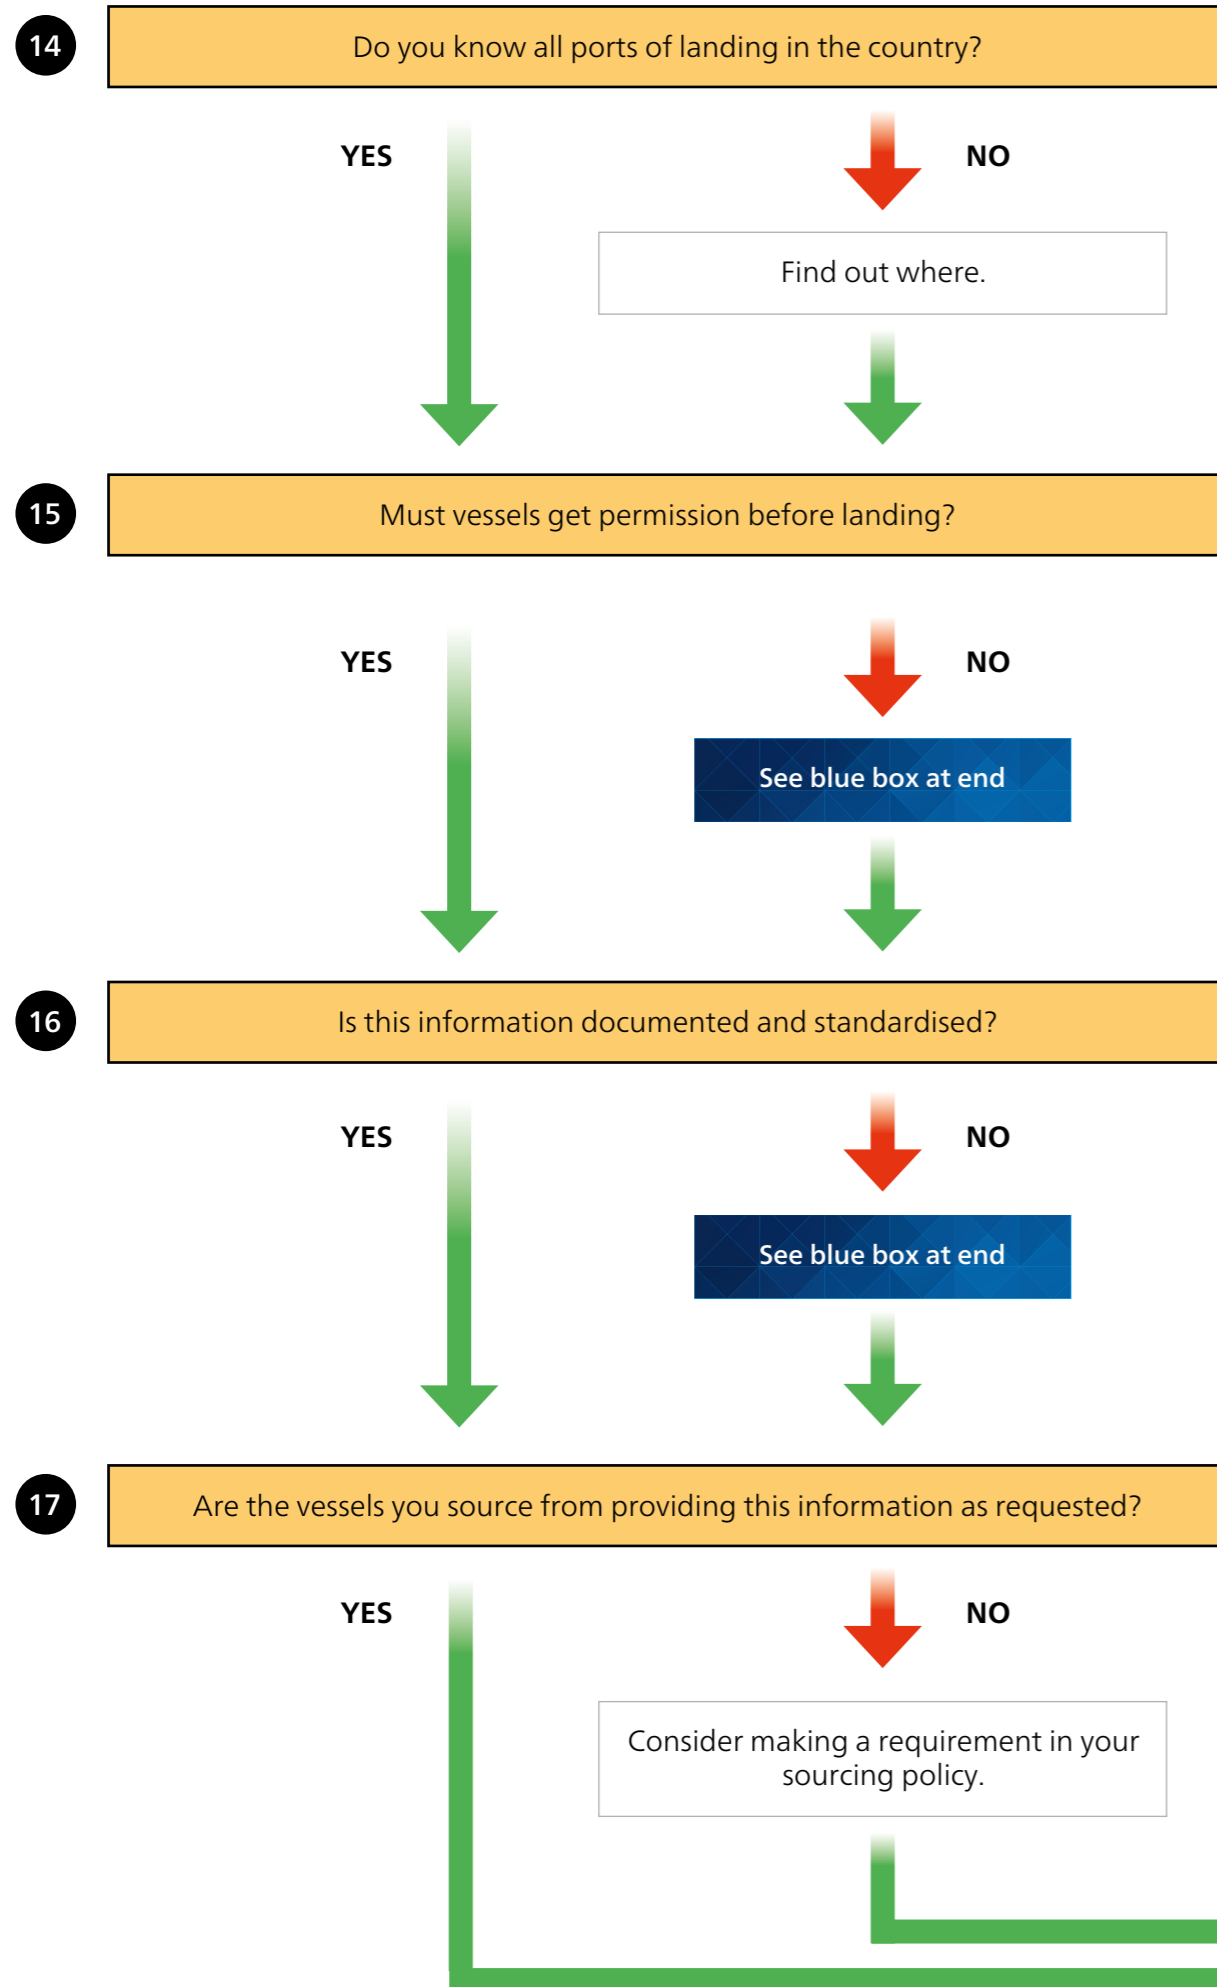 14
Do you know all ports of landing in the country?
YES
NO
Find out where.
15
Must vessels get permission before landing?
YES
NO
See blue box at end
16
Is this information documented and standardised?
YES
NO
See blue box at end
17
Are the vessels you source from providing this information as requested?
YES
NO
Consider making a requirement in your
sourcing policy.